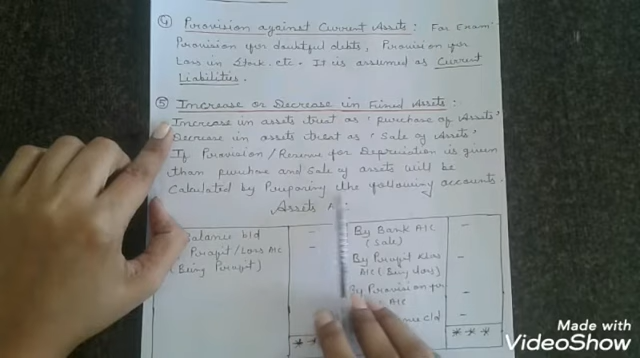 ④ Provision against Current Assets: For Exam:
Provision for doubtful debts, Provision for
Loss in Stock. etc. It is assumed as Current
Liabilities.
⑤ Increase or Decrease in Fixed Assets:
Increase in assets treat as 'purchase of Assets'
Decrease in assets treat as 'Sale of Assets'
If Provision / Reserve for Depreciation is given
than purchase and Sale of assets will be
Calculated by Preparing the following accounts.
Assets
Balance b/d - By Bank A/C -
Profit/Loss A/C - (Sale)
(Being Profit) By Profit & Loss -
A/C (Being loss)
By Provision for
A/C -
c/d -
** ***
Made with
VideoShow